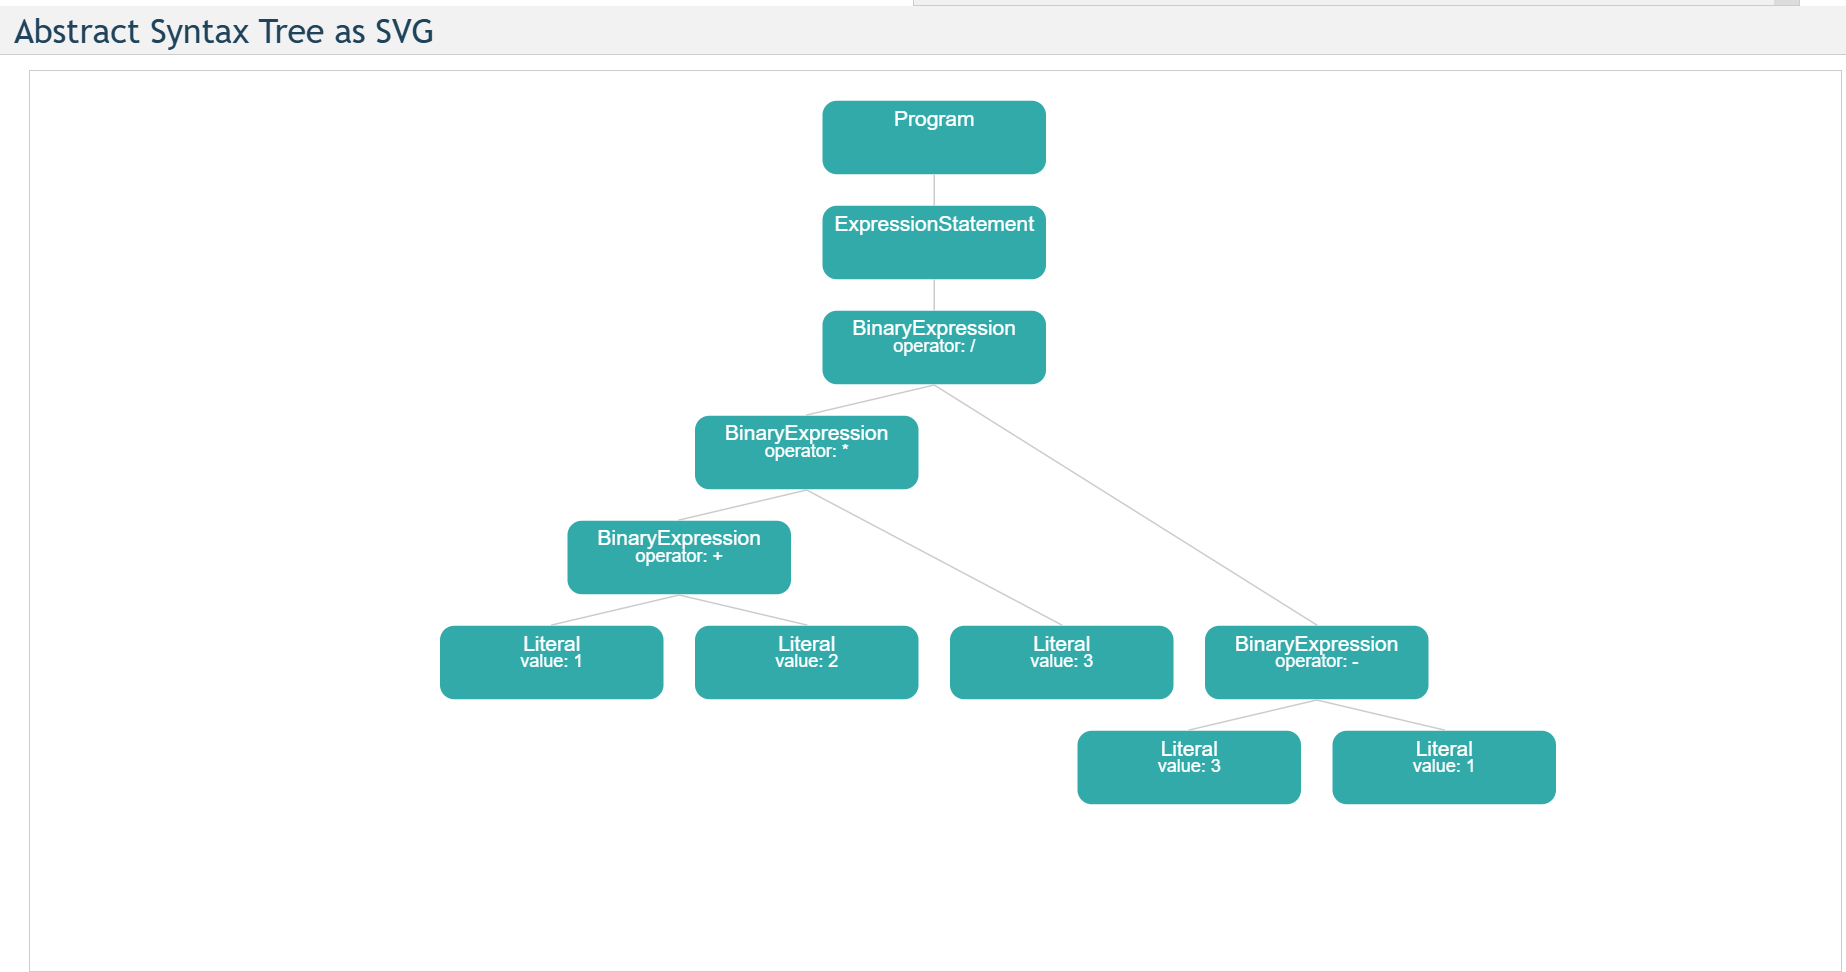 Abstract Syntax Tree as SVG
Program
ExpressionStatement
BinaryExpression
operator: /
BinaryExpression
operator: *
BinaryExpression
operator: +
Literal
value: 1
Literal
value: 2
Literal
value: 3
BinaryExpression
operator: -
Literal
value: 3
Literal
value: 1